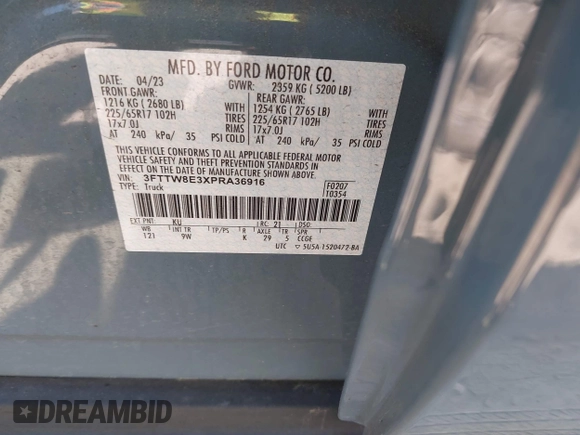 MFD. BY FORD MOTOR CO.
DATE: 04/23 GVWR: 2359 KG ( 5200 LB)
FRONT GAWR: REAR GAWR:
1216 KG ( 2680 LB) 1254 KG ( 2765 LB)
225/65R17 102H TIRES 225/65R17 102H TIRES
17x7.0J RIMS 17x7.0J RIMS
AT 240 kPa/ 35 PSI COLD AT 240 kPa/ 35 PSI COLD
THIS VEHICLE CONFORMS TO ALL APPLICABLE FEDERAL MOTOR
VEHICLE SAFETY AND THEFT PREVENTION STANDARDS IN EFFECT
ON THE DATE OF MANUFACTURE SHOWN ABOVE.
VIN: 3FTTW8E3XPRA36916
TYPE: Truck F0207
10354
EXT PNT: KU RC: 21 DSO:
WB INT TR TP/PS R AXLE TR SPR
121 9W K 29 5 CCGE
UTC ▽ 5U5A-1520472-BA
DREAMBID